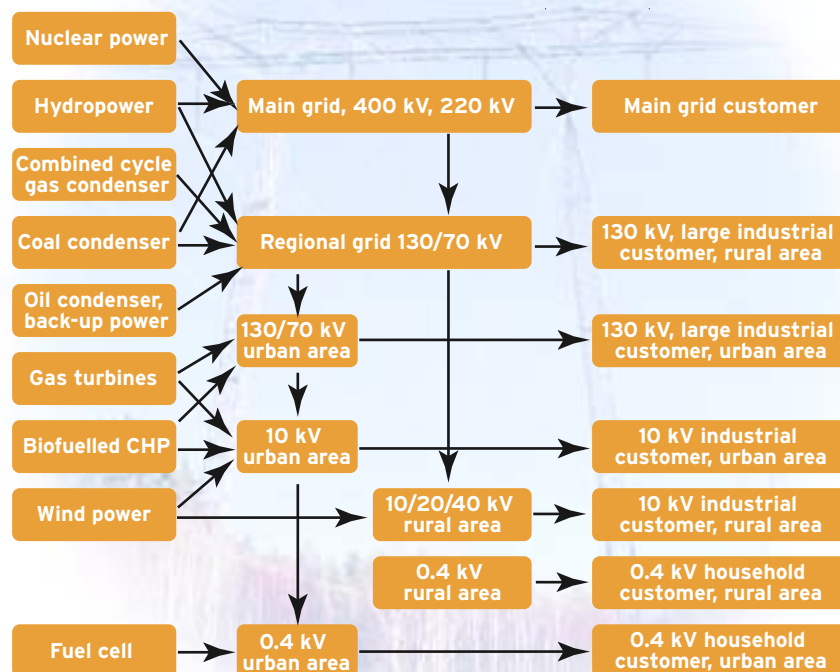 Nuclear power
Hydropower
Combined cycle
gas condenser
Coal condenser
Oil condenser,
back-up power
Gas turbines
Biofuelled CHP
Wind power
Fuel cell
Main grid, 400 kV, 220 kV
Regional grid 130/70 kV
130/70 kV
urban area
10 kV
urban area
10/20/40 kV
rural area
0.4 kV
rural area
0.4 kV
urban area
Main grid customer
130 kV, large industrial
customer, rural area
130 kV, large industrial
customer, urban area
10 kV industrial
customer, urban area
10 kV industrial
customer, rural area
0.4 kV household
customer, rural area
0.4 kV household
customer, urban area